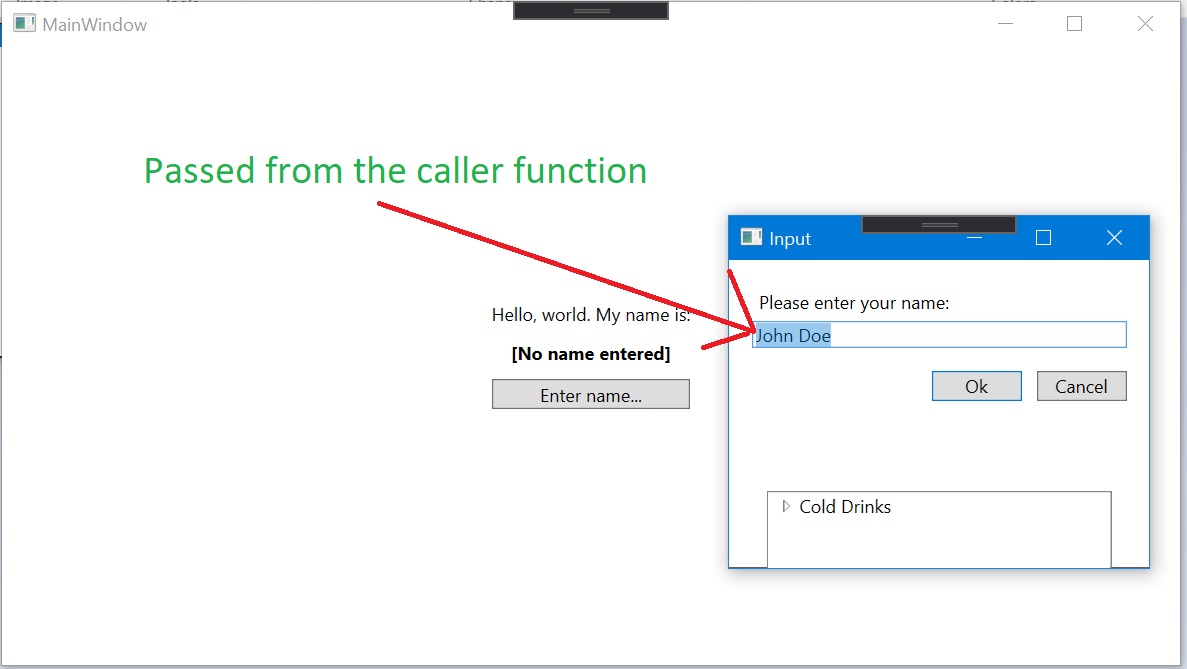 MainWindow
Passed from the caller function
Input
Please enter your name:
Hello, world. My name is:
John Doe
[No name entered]
Ok
Cancel
Enter name...
Cold Drinks